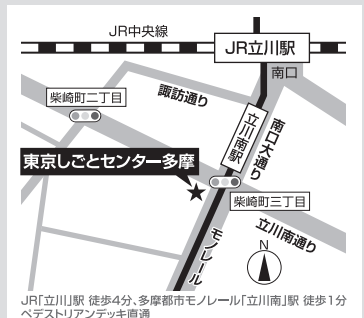 JR中央線
JR立川駅
南口
柴崎町二丁目
諏訪通り
立川南駅
南口大通り
東京しごとセンター多摩
柴崎町三丁目
立川南通り
モノレール
N
JR「立川」駅 徒歩4分、多摩都市モノレール「立川南」駅 徒歩1分
ペデストリアンデッキ直通